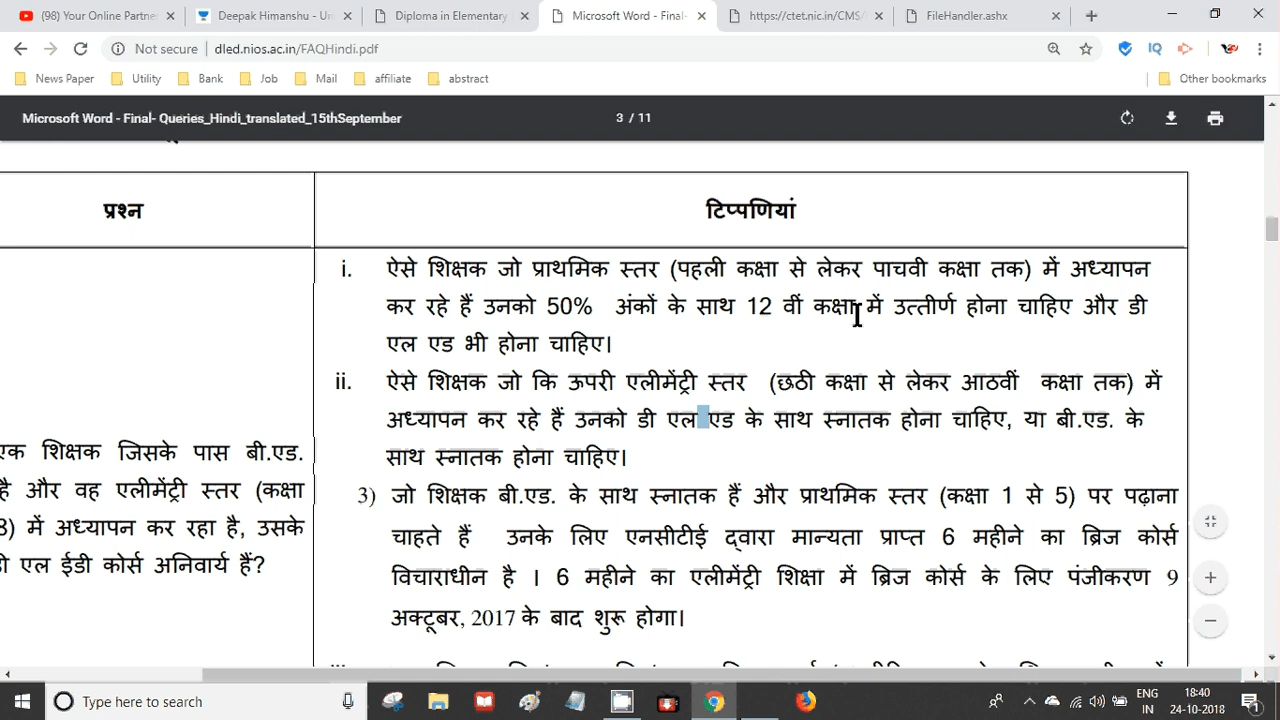 (98) Your Online Partne
Deepak Himanshu - Un
Diploma in Elementary
Microsoft Word - Final-
https://ctet.nic.in/CMS/
FileHandler.ashx
Not secure | dled.nios.ac.in/FAQHindi.pdf
IQ
News Paper Utility Bank Job Mail affiliate abstract Other bookmarks
Microsoft Word - Final- Queries_Hindi_translated_15thSeptember 3 / 11
प्रश्न
टिप्पणियां
i. ऐसे शिक्षक जो प्राथमिक स्तर (पहली कक्षा से लेकर पाचवी कक्षा तक) में अध्यापन
कर रहे हैं उनको 50% अंकों के साथ 12 वीं कक्षा में उत्तीर्ण होना चाहिए और डी
एल एड भी होना चाहिए।
ii. ऐसे शिक्षक जो कि ऊपरी एलीमेंट्री स्तर (छठी कक्षा से लेकर आठवीं कक्षा तक) में
अध्यापन कर रहे हैं उनको डी एल एड के साथ स्नातक होना चाहिए, या बी.एड. के
साथ स्नातक होना चाहिए।
एक शिक्षक जिसके पास बी.एड.
है और वह एलीमेंट्री स्तर (कक्षा
8) में अध्यापन कर रहा है, उसके
डी एल ईडी कोर्स अनिवार्य हैं?
3) जो शिक्षक बी.एड. के साथ स्नातक हैं और प्राथमिक स्तर (कक्षा 1 से 5) पर पढ़ाना
चाहते हैं उनके लिए एनसीटीई द्वारा मान्यता प्राप्त 6 महीने का ब्रिज कोर्स
विचाराधीन है । 6 महीने का एलीमेंट्री शिक्षा में ब्रिज कोर्स के लिए पंजीकरण 9
अक्टूबर, 2017 के बाद शुरू होगा।
Type here to search
ENG
IN
18:40
24-10-2018